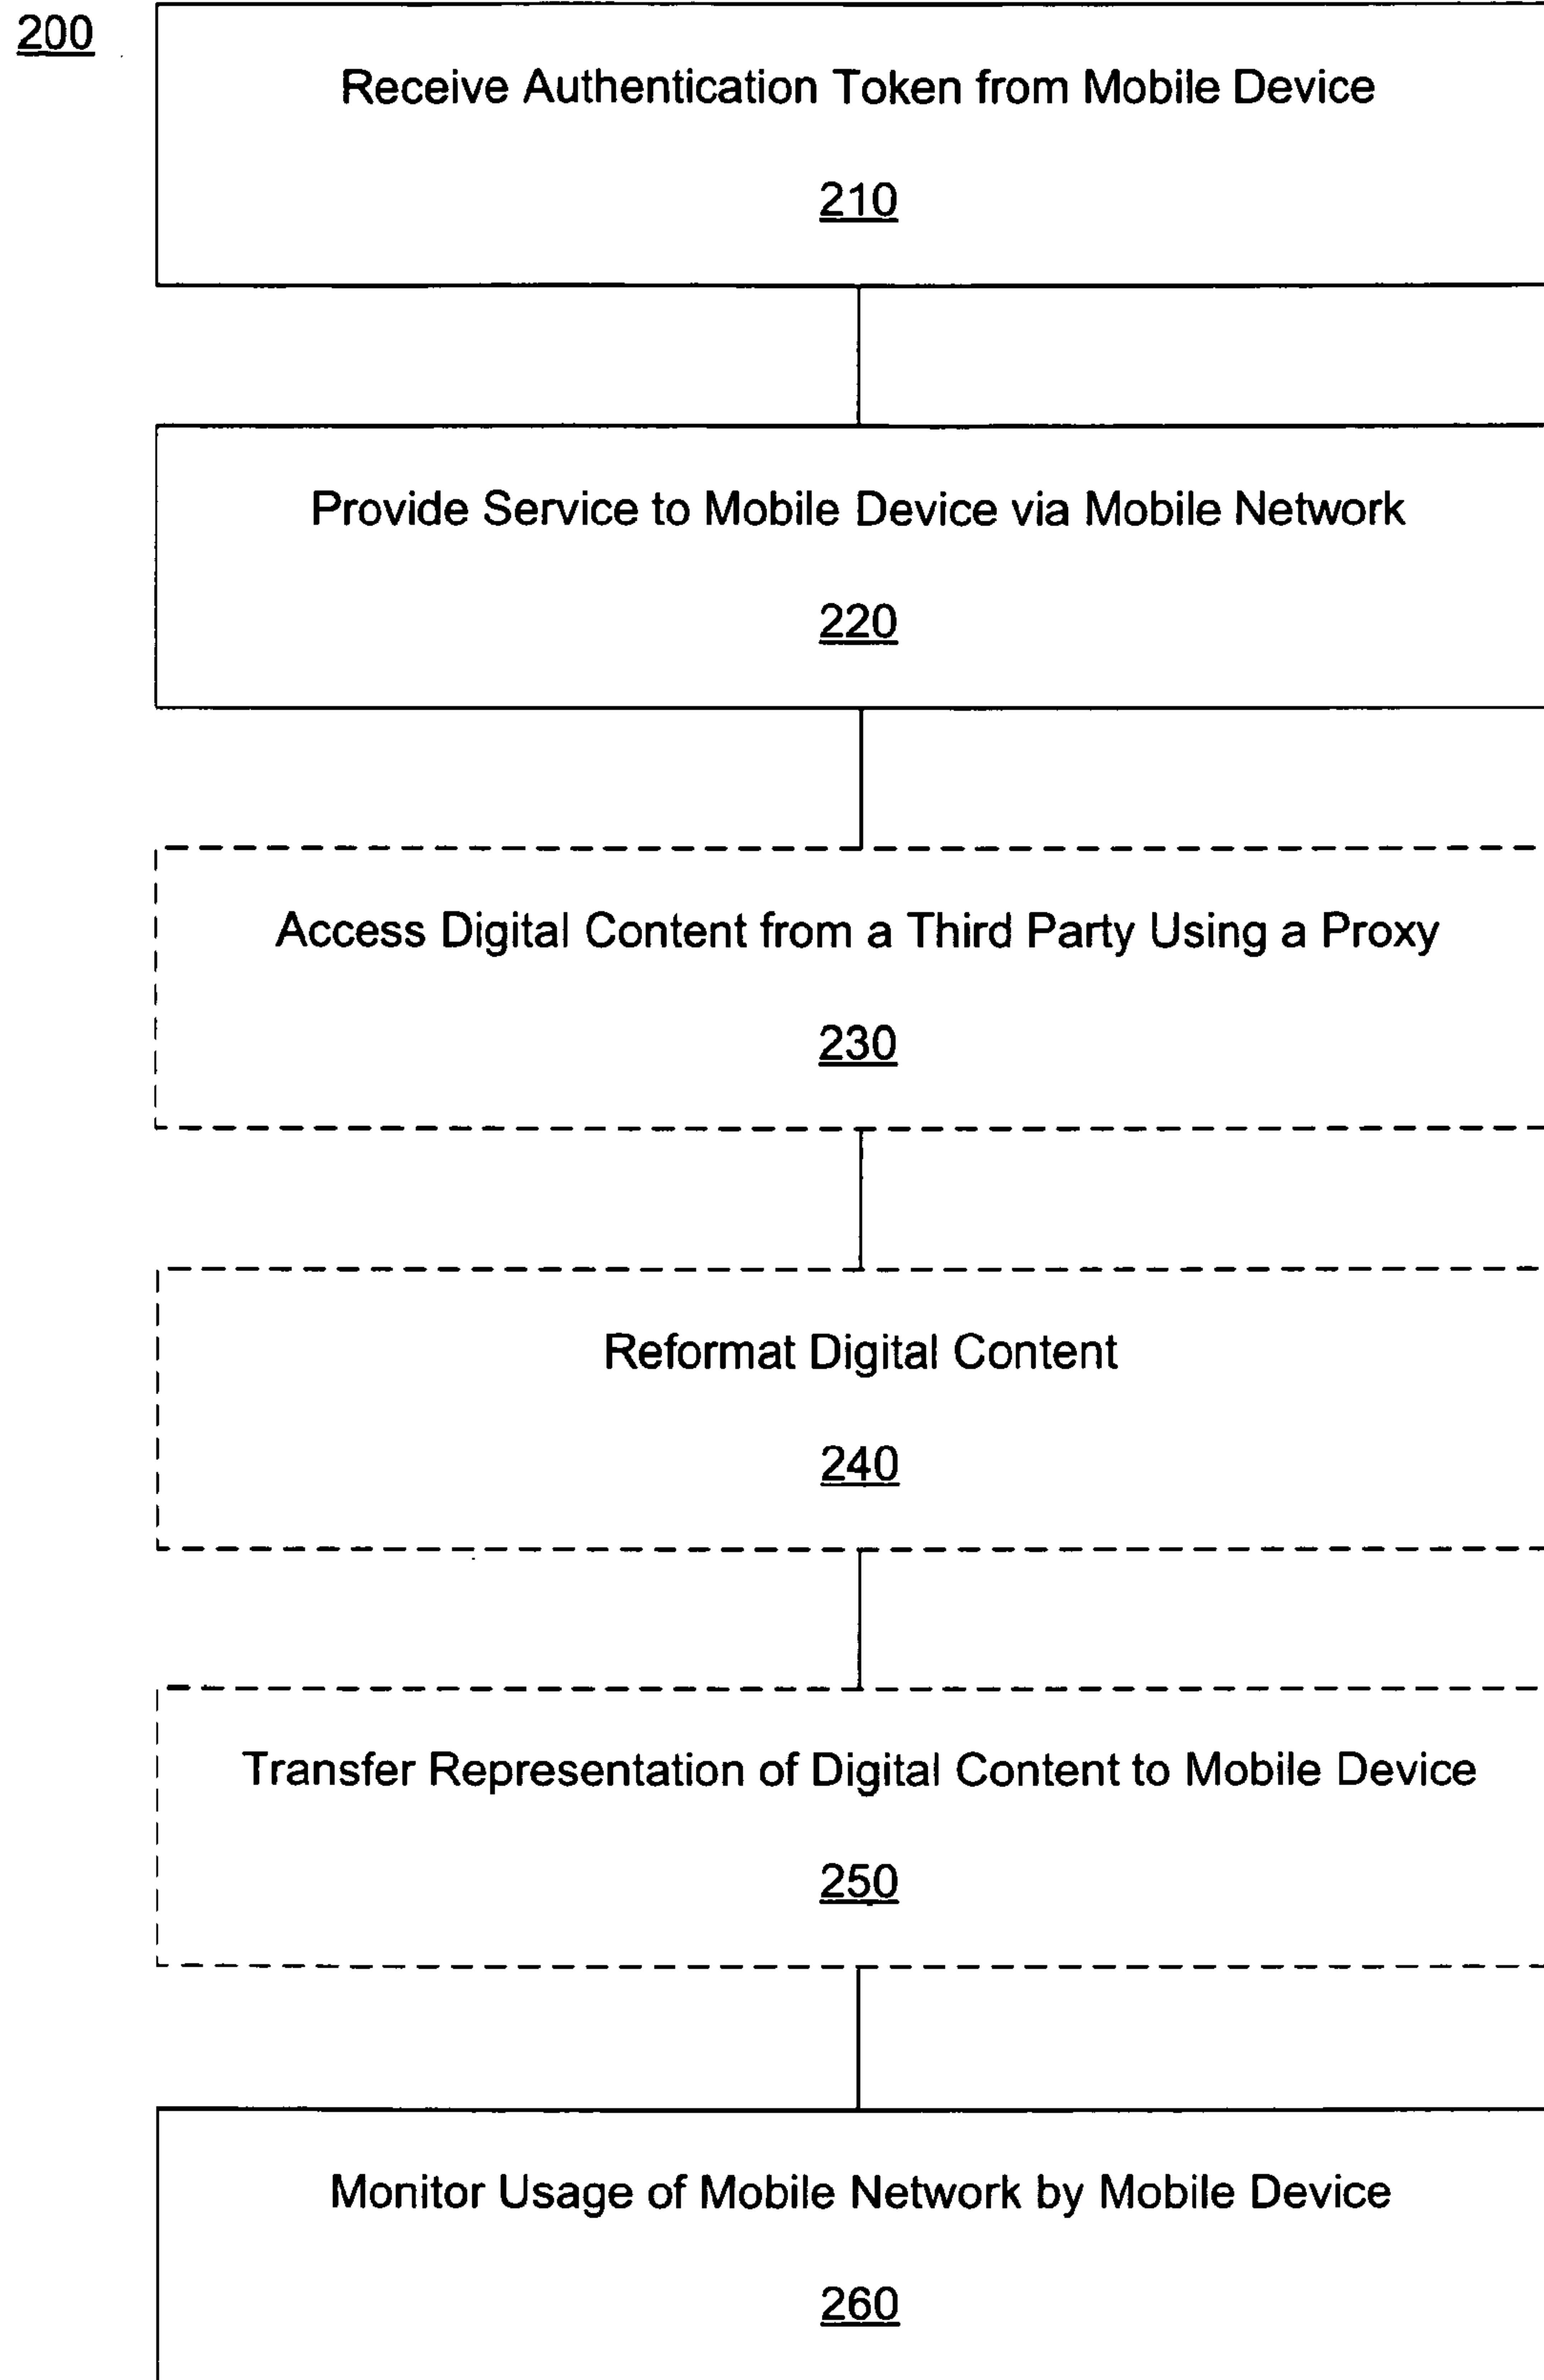 200
Receive Authentication Token from Mobile Device
210
Provide Service to Mobile Device via Mobile Network
220
Access Digital Content from a Third Party Using a Proxy
230
Reformat Digital Content
240
Transfer Representation of Digital Content to Mobile Device
250
Monitor Usage of Mobile Network by Mobile Device
260